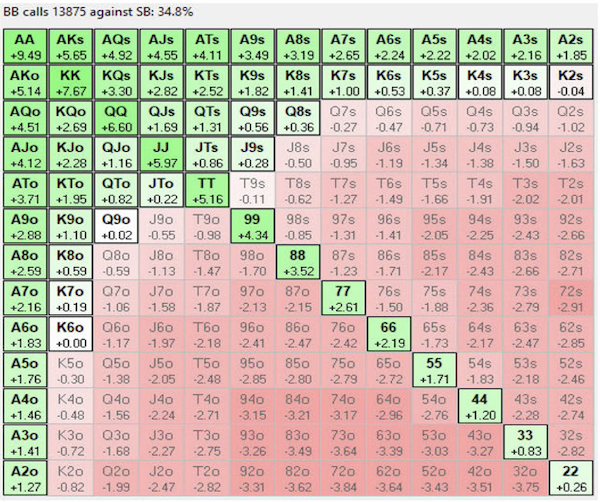 BB calls 13875 against SB: 34.8%
AA AKs AQs AJs ATs A9s A8s A7s A6s A5s A4s A3s A2s
+9.49 +5.65 +4.92 +4.55 +4.11 +3.49 +3.19 +2.65 +2.24 +2.22 +2.02 +2.16 +1.85
AKo KK KQs KJs KTs K9s K8s K7s K6s K5s K4s K3s K2s
+5.14 +7.67 +3.30 +2.82 +2.52 +1.82 +1.41 +1.00 +0.53 +0.37 +0.08 +0.08 -0.04
AQo KQo QQ QJs QTs Q9s Q8s Q7s Q6s Q5s Q4s Q3s Q2s
+4.51 +2.69 +6.60 +1.69 +1.31 +0.56 +0.36 -0.27 -0.47 -0.71 -0.73 -0.94 -1.02
AJo KJo QJo JJ JTs J9s J8s J7s J6s J5s J4s J3s J2s
+4.12 +2.28 +1.16 +5.97 +0.86 +0.28 -0.50 -0.95 -1.19 -1.34 -1.38 -1.50 -1.63
ATo KTo QTo JTo TT T9s T8s T7s T6s T5s T4s T3s T2s
+3.71 +1.95 +0.82 +0.22 +5.16 -0.11 -0.62 -1.27 -1.49 -1.66 -1.91 -2.02 -2.01
A9o K9o Q9o J9o T9o 99 98s 97s 96s 95s 94s 93s 92s
+2.88 +1.10 +0.02 -0.55 -0.98 +4.34 -0.85 -1.31 -1.41 -2.05 -2.25 -2.43 -2.66
A8o K8o Q8o J8o T8o 98o 88 87s 86s 85s 84s 83s 82s
+2.59 +0.59 -0.59 -1.13 -1.47 -1.70 +3.52 -1.23 -1.71 -2.17 -2.43 -2.66 -2.71
A7o K7o Q7o J7o T7o 97o 87o 77 76s 75s 74s 73s 72s
+2.16 +0.19 -1.06 -1.58 -1.87 -2.13 -2.15 +2.61 -1.50 -1.88 -2.36 -2.79 -2.91
A6o K6o Q6o J6o T6o 96o 86o 76o 66 65s 64s 63s 62s
+1.83 +0.00 -1.17 -1.97 -2.18 -2.41 -2.47 -2.42 +2.19 -1.73 -2.17 -2.47 -2.85
A5o K5o Q5o J5o T5o 95o 85o 75o 65o 55 54s 53s 52s
+1.76 -0.30 -1.38 -2.05 -2.48 -2.85 -2.80 -2.79 -2.72 +1.71 -1.83 -2.18 -2.46
A4o K4o Q4o J4o T4o 94o 84o 74o 64o 54o 44 43s 42s
+1.46 -0.48 -1.56 -2.24 -2.71 -3.15 -3.21 -3.17 -2.96 -2.76 +1.20 -2.28 -2.74
A3o K3o Q3o J3o T3o 93o 83o 73o 63o 53o 43o 33 32s
+1.41 -0.72 -1.68 -2.27 -2.75 -3.26 -3.49 -3.64 -3.39 -3.03 -3.27 +0.83 -2.82
A2o K2o Q2o J2o T2o 92o 82o 72o 62o 52o 42o 32o 22
+1.27 -0.82 -1.99 -2.47 -2.82 -3.31 -3.62 -3.84 -3.64 -3.43 -3.51 -3.75 +0.26